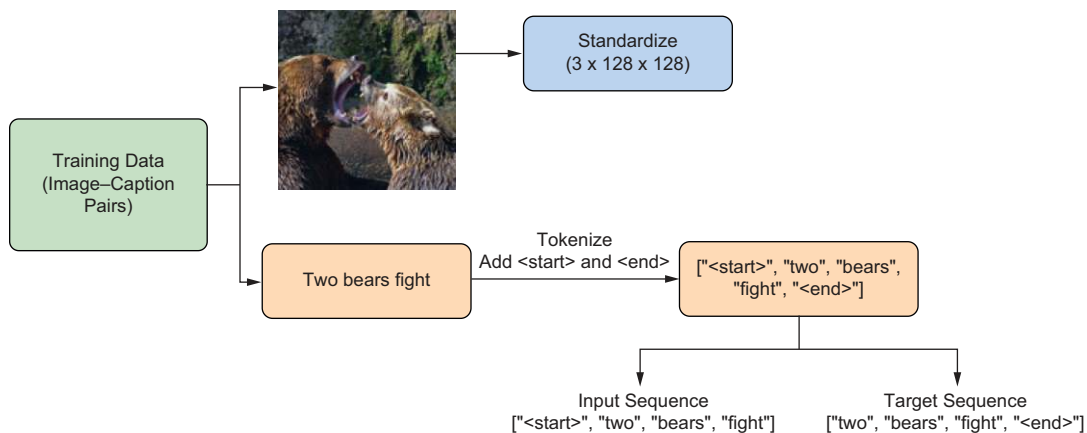 Training Data
(Image–Caption
Pairs)
Standardize
(3 x 128 x 128)
Two bears fight
Tokenize
Add <start> and <end>
["<start>", "two", "bears",
"fight", "<end>"]
Input Sequence
["<start>", "two", "bears", "fight"]
Target Sequence
["two", "bears", "fight", "<end>"]